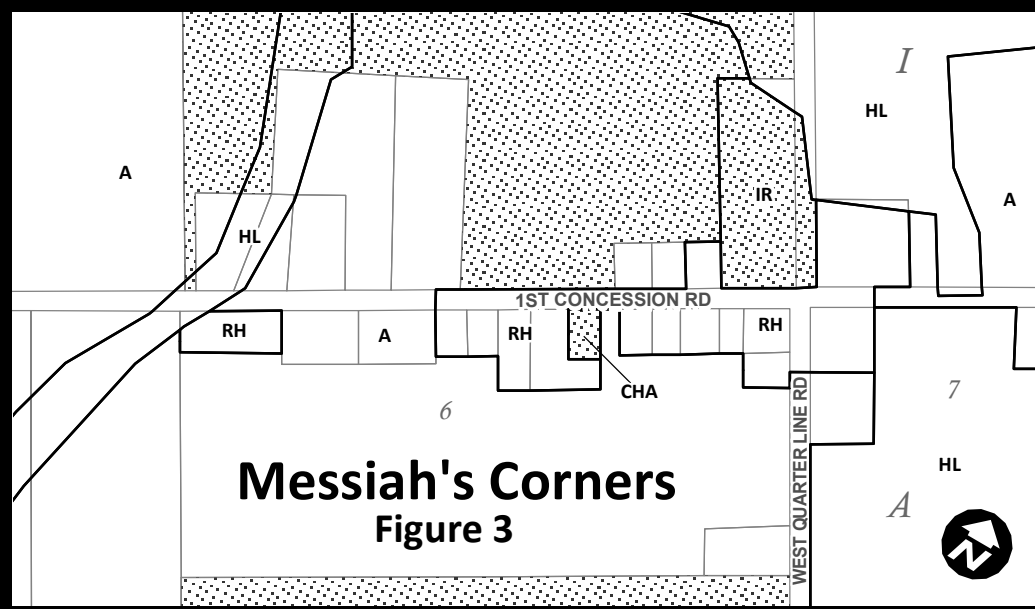 I
HL
A
A
IR
HL
1ST CONCESSION RD
RH
A
RH
RH
CHA
6
7
WEST QUARTER LINE RD
Messiah's Corners
Figure 3
HL
A
N